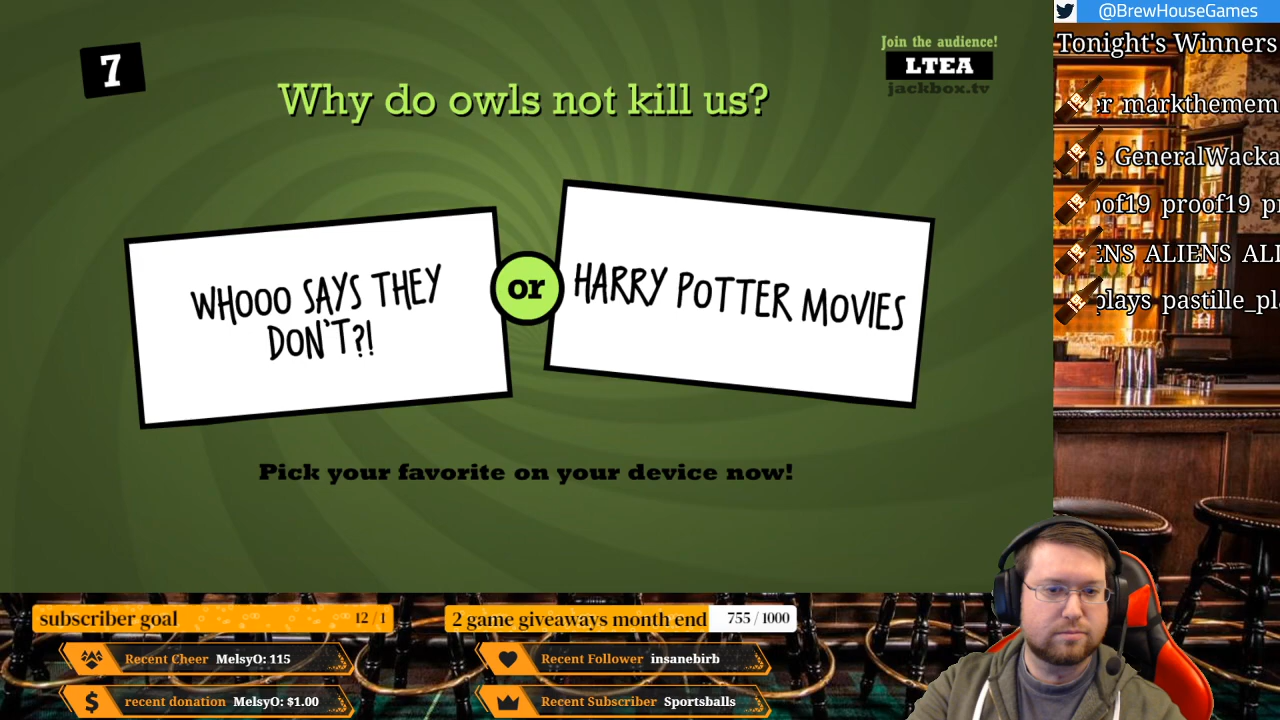 @BrewHouseGames
Tonight's Winners
7
Join the audience!
LTEA
jackbox.tv
Why do owls not kill us?
markthemem
GeneralWacka
proof19
ALIENS
pastille_pl
WHOOO SAYS THEY
DON'T?!
or
HARRY POTTER MOVIES
Pick your favorite on your device now!
subscriber goal 12 / 1
2 game giveaways month end 755 / 1000
Recent Cheer MelsyO: 115
Recent Follower insanebirb
recent donation MelsyO: $1.00
Recent Subscriber Sportsballs